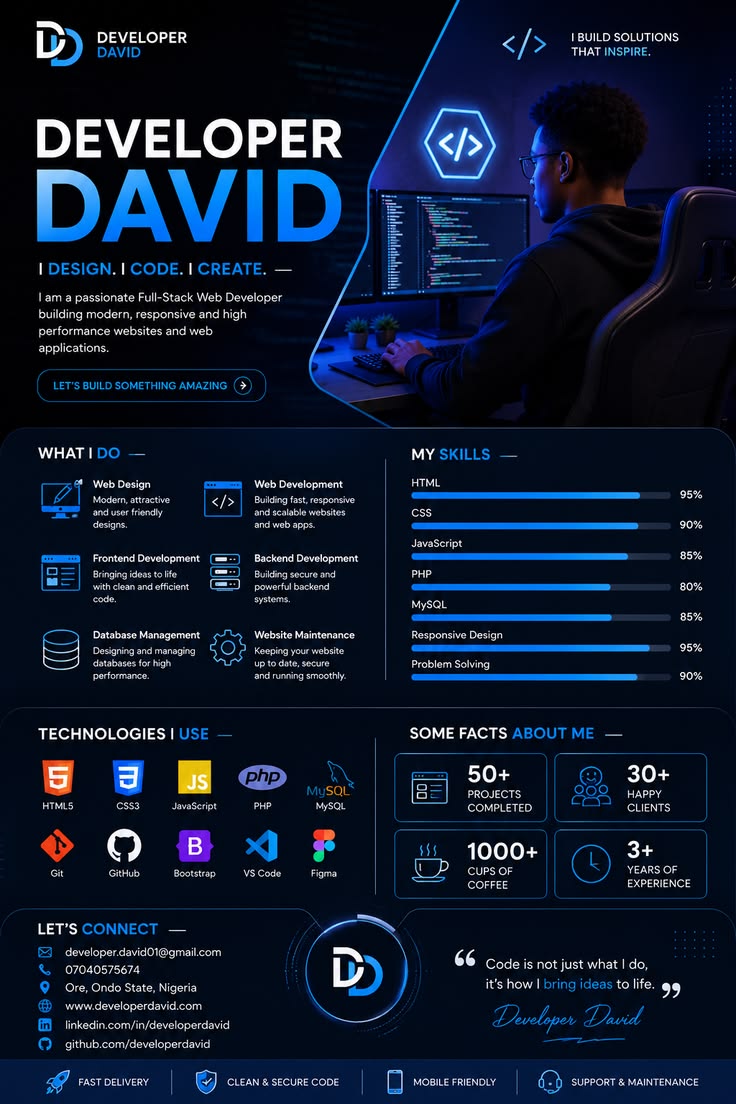 DEVELOPER
DAVID
</>
I BUILD SOLUTIONS
THAT INSPIRE.
</>
DEVELOPER
DAVID
I DESIGN. I CODE. I CREATE.
I am a passionate Full-Stack Web Developer
building modern, responsive and high
performance websites and web
applications.
LET'S BUILD SOMETHING AMAZING
WHAT I DO
Web Design
Modern, attractive
and user friendly
designs.
</>
Web Development
Building fast, responsive
and scalable websites
and web apps.
Frontend Development
Bringing ideas to life
with clean and efficient
code.
Backend Development
Building secure and
powerful backend
systems.
Database Management
Designing and managing
databases for high
performance.
Website Maintenance
Keeping your website
up to date, secure
and running smoothly.
MY SKILLS
HTML
95%
CSS
90%
JavaScript
85%
PHP
80%
MySQL
85%
Responsive Design
95%
Problem Solving
90%
TECHNOLOGIES I USE
5
HTML5
3
CSS3
JS
JavaScript
php
PHP
MySQL
MySQL
Git
GitHub
B
Bootstrap
VS Code
Figma
SOME FACTS ABOUT ME
50+
PROJECTS
COMPLETED
30+
HAPPY
CLIENTS
1000+
CUPS OF
COFFEE
3+
YEARS OF
EXPERIENCE
LET'S CONNECT
developer.david01@gmail.com
07040575674
Ore, Ondo State, Nigeria
www.developerdavid.com
linkedin.com/in/developerdavid
github.com/developerdavid
DD
“ Code is not just what I do,
it's how I bring ideas to life. ”
Developer David
FAST DELIVERY
CLEAN & SECURE CODE
MOBILE FRIENDLY
SUPPORT & MAINTENANCE